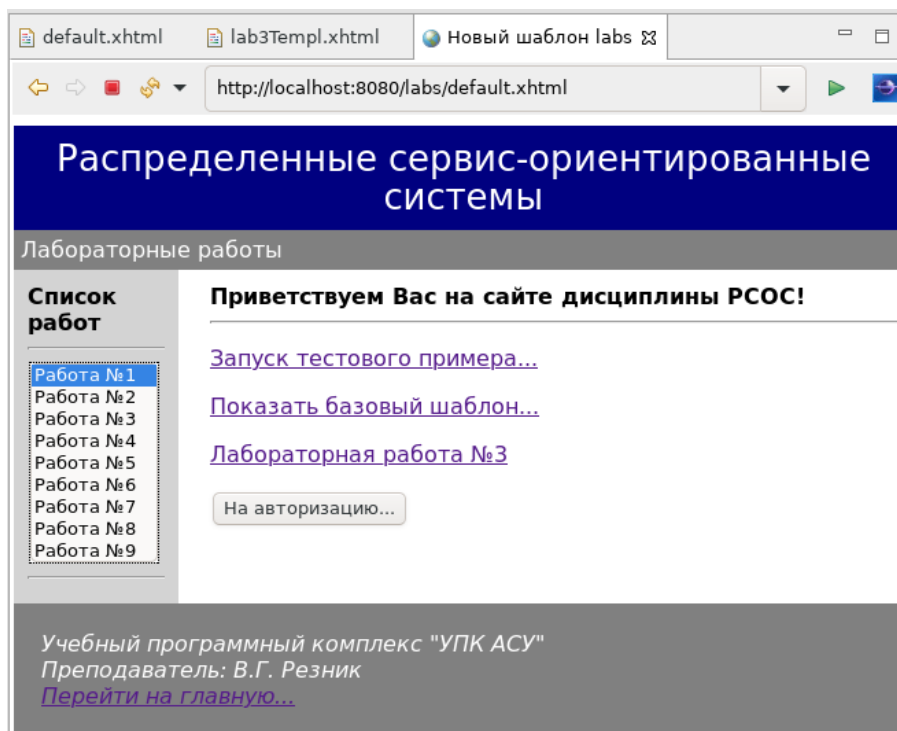 default.xhtml lab3Templ.xhtml Новый шаблон labs
http://localhost:8080/labs/default.xhtml
Распределенные сервис-ориентированные
системы
Лабораторные работы
Список
работ
Работа №1
Работа №2
Работа №3
Работа №4
Работа №5
Работа №6
Работа №7
Работа №8
Работа №9
Приветствуем Вас на сайте дисциплины РСОС!
Запуск тестового примера...
Показать базовый шаблон...
Лабораторная работа №3
На авторизацию...
Учебный программный комплекс "УПК АСУ"
Преподаватель: В.Г. Резник
Перейти на главную...